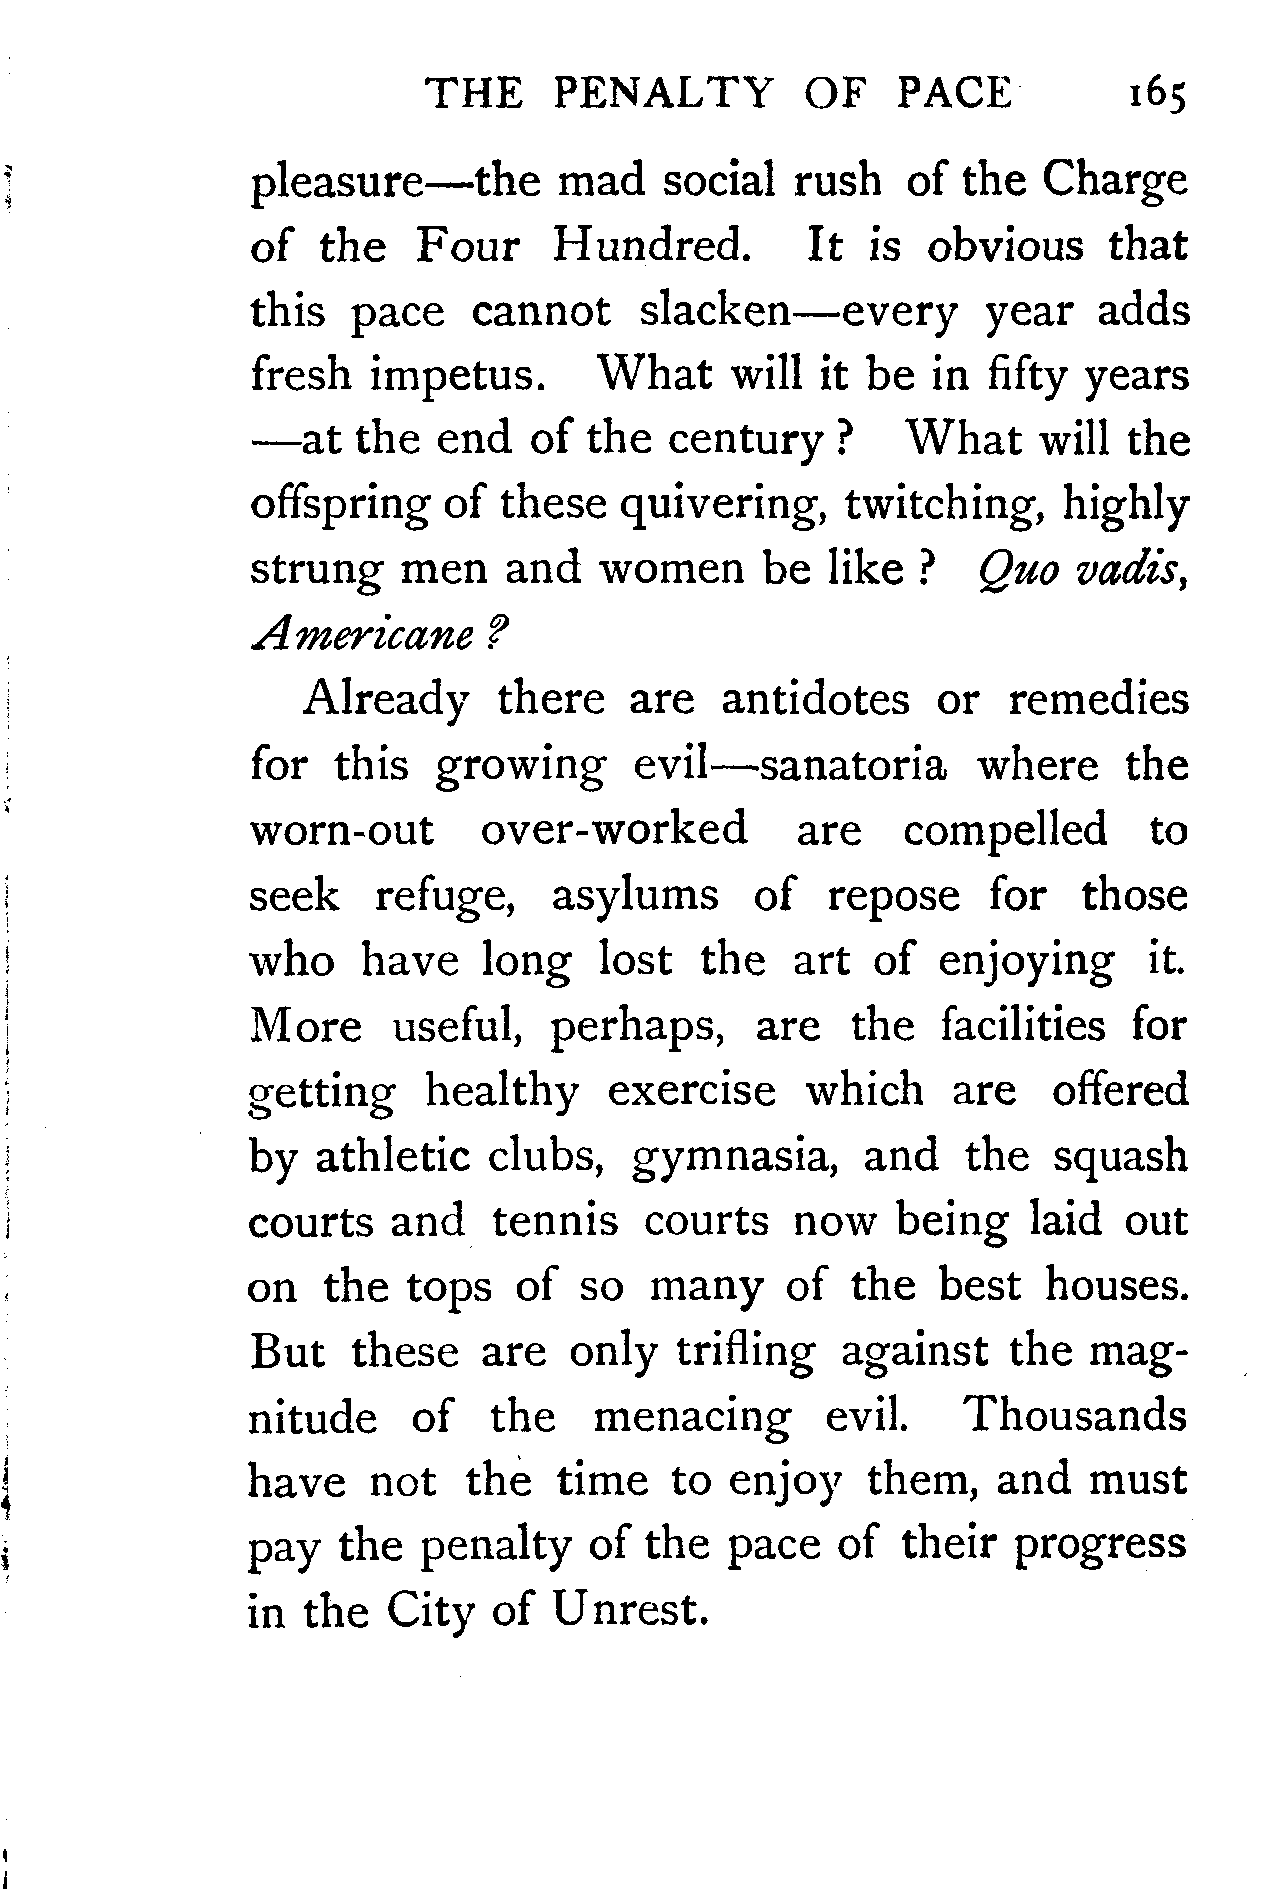 THE PENALTY OF PACE 165
pleasure—the mad social rush of the Charge
of the Four Hundred. It is obvious that
this pace cannot slacken—every year adds
fresh impetus. What will it be in fifty years
—at the end of the century ? What will the
offspring of these quivering, twitching, highly
strung men and women be like ? Quo vadis,
Americane ?
Already there are antidotes or remedies
for this growing evil—sanatoria where the
worn-out over-worked are compelled to
seek refuge, asylums of repose for those
who have long lost the art of enjoying it.
More useful, perhaps, are the facilities for
getting healthy exercise which are offered
by athletic clubs, gymnasia, and the squash
courts and tennis courts now being laid out
on the tops of so many of the best houses.
But these are only trifling against the mag-
nitude of the menacing evil. Thousands
have not the time to enjoy them, and must
pay the penalty of the pace of their progress
in the City of Unrest.